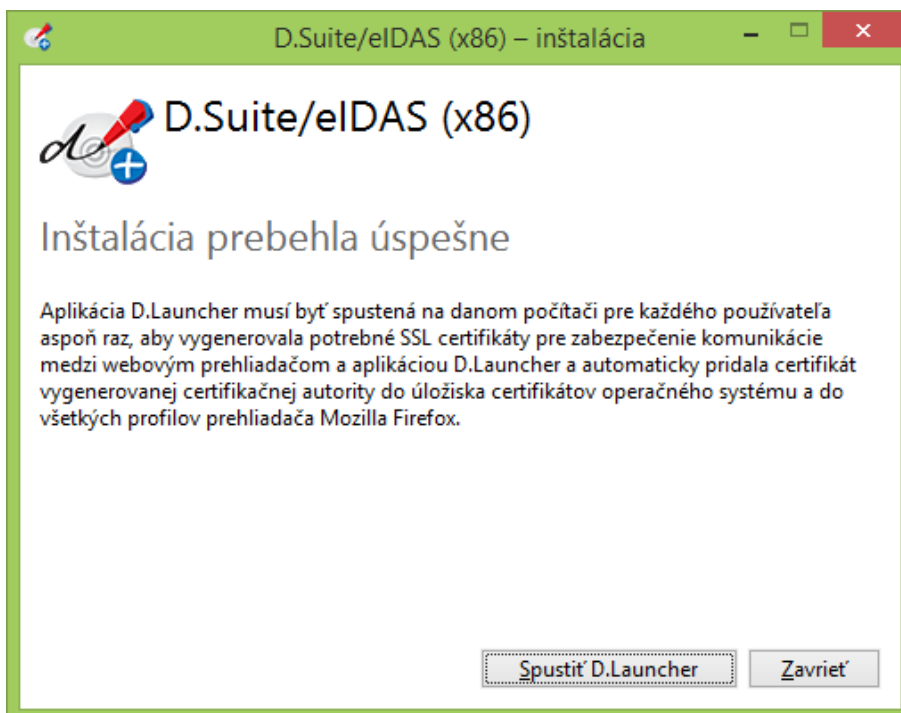 D.Suite/eIDAS (x86) – inštalácia
D.Suite/eIDAS (x86)
Inštalácia prebehla úspešne
Aplikácia D.Launcher musí byť spustená na danom počítači pre každého používateľa
aspoň raz, aby vygenerovala potrebné SSL certifikáty pre zabezpečenie komunikácie
medzi webovým prehliadačom a aplikáciou D.Launcher a automaticky pridala certifikát
vygenerovanej certifikačnej autority do úložiska certifikátov operačného systému a do
všetkých profilov prehliadača Mozilla Firefox.
Spustiť D.Launcher Zavrieť